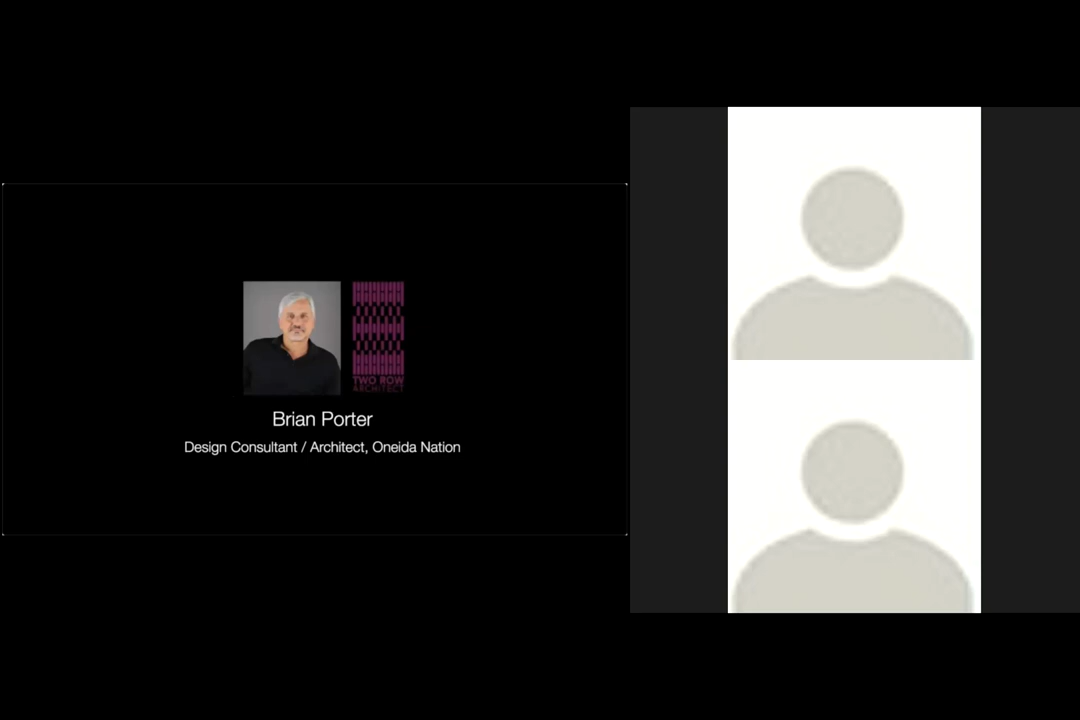 TWO ROW
ARCHITECT
Brian Porter
Design Consultant / Architect, Oneida Nation